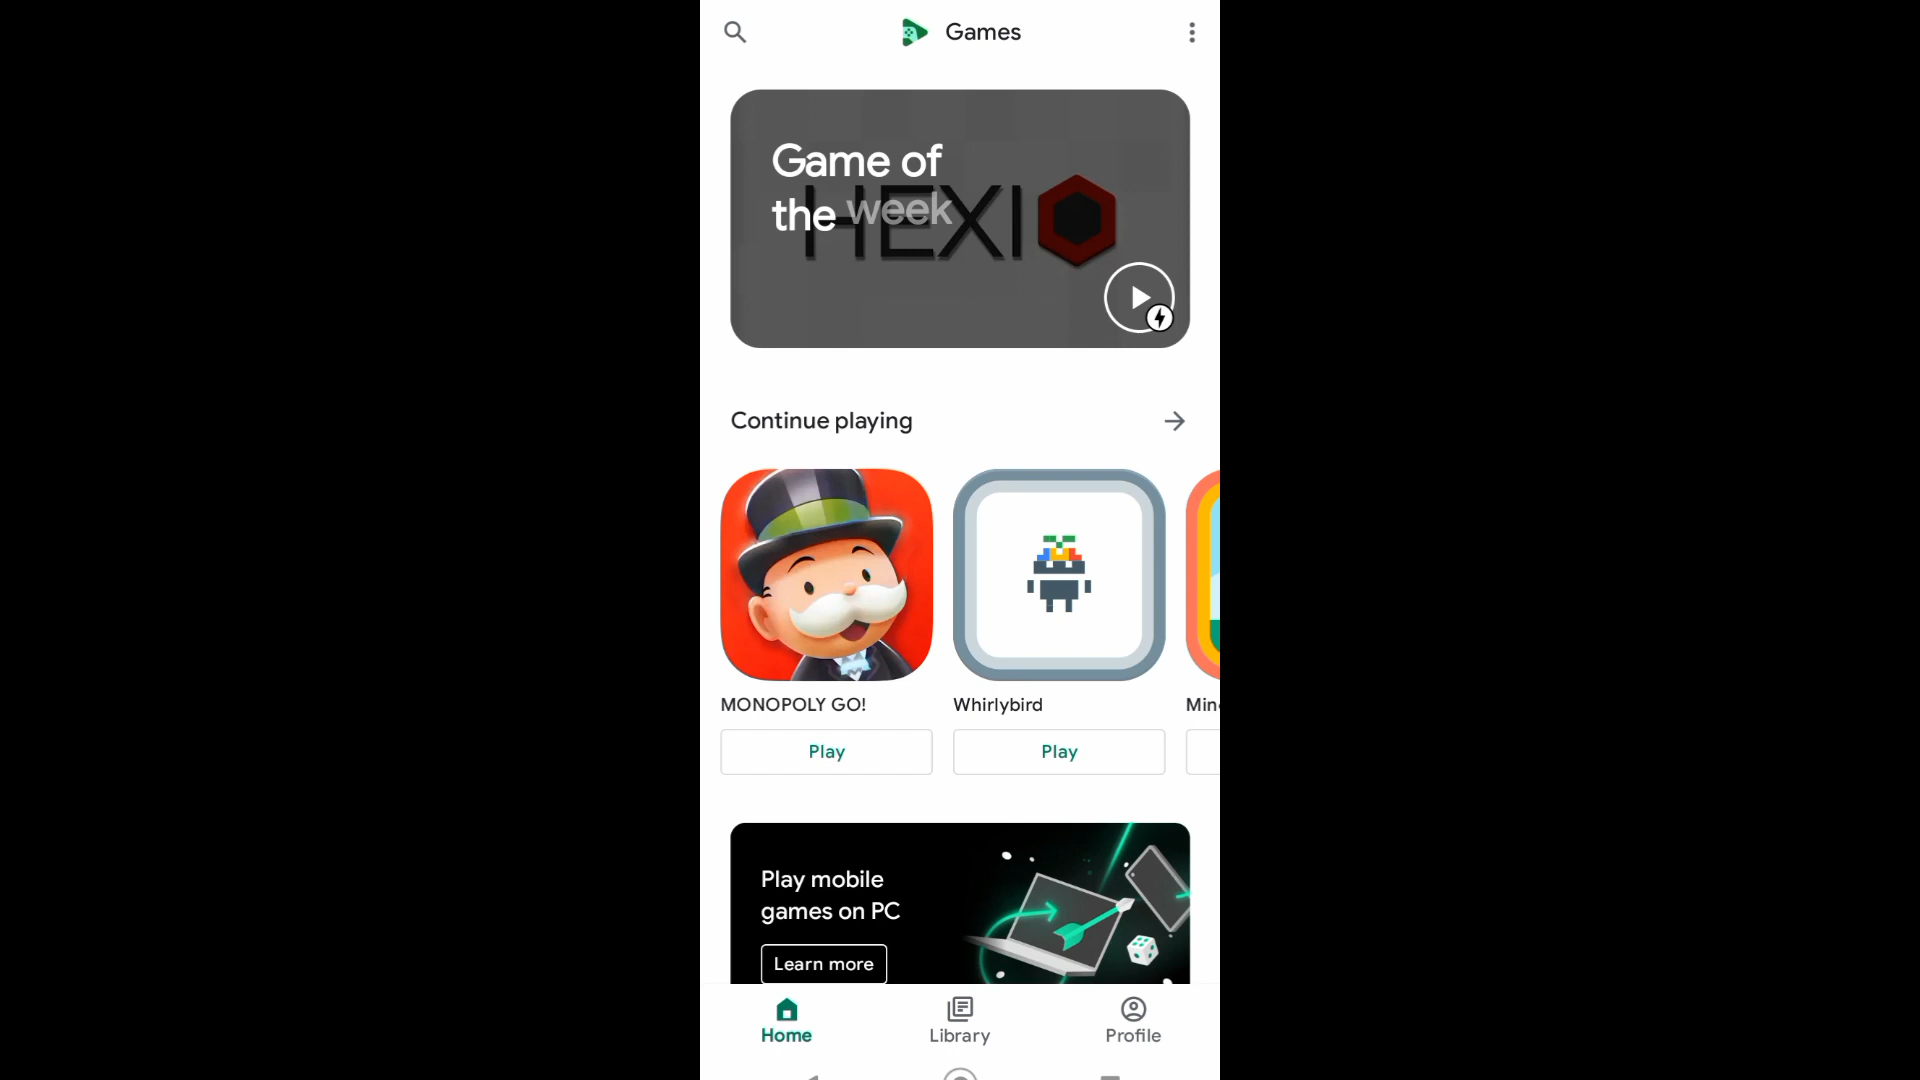 Games
Game of
the week
HEXIO
Continue playing
MONOPOLY GO!
Whirlybird
Play
Play
Play mobile
games on PC
Learn more
Home
Library
Profile